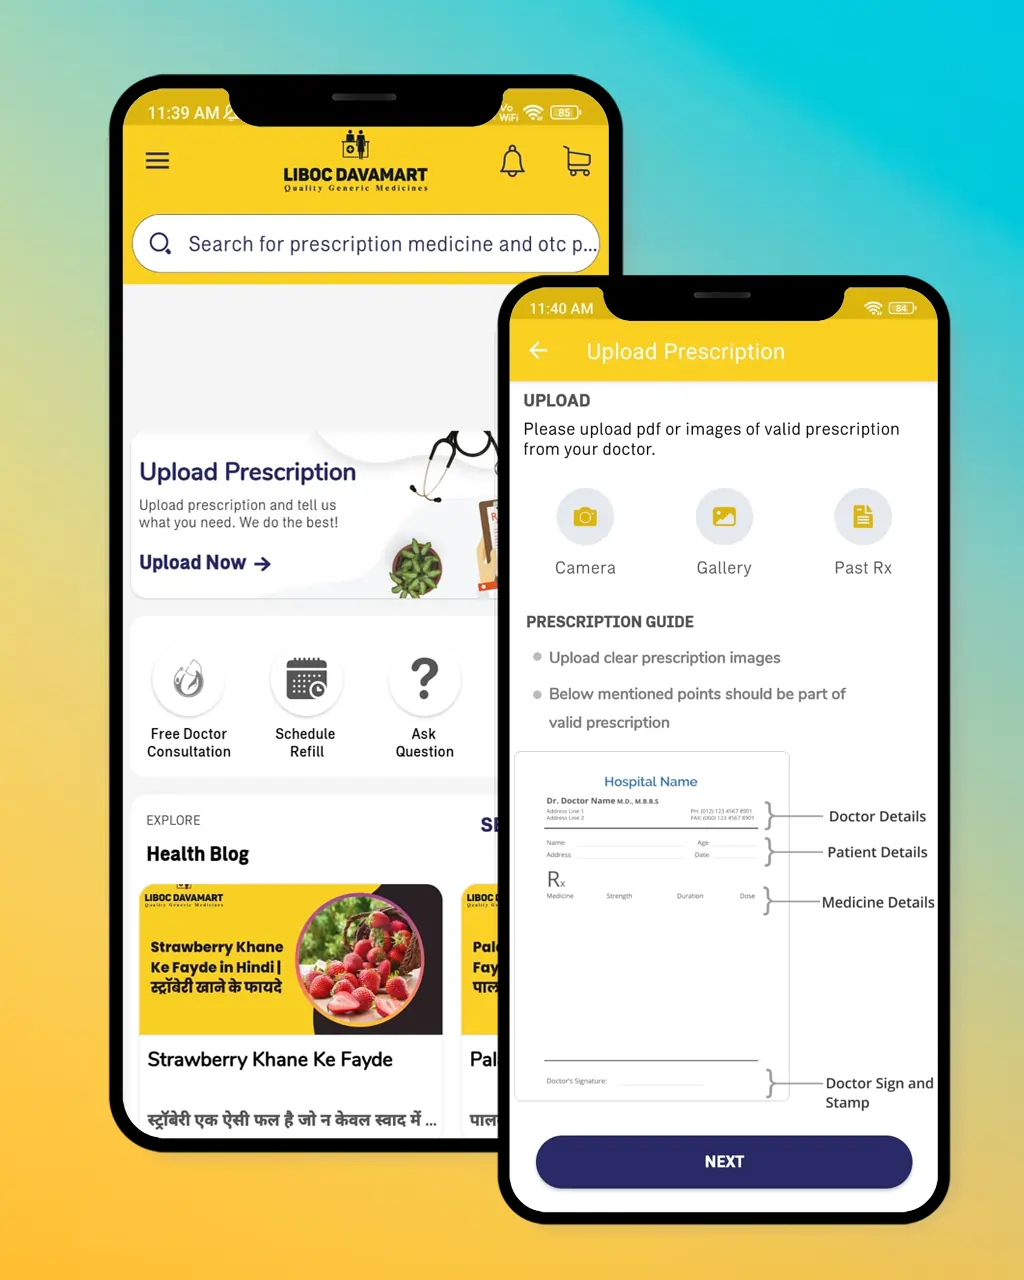 11:39 AM
Vo
WiFi
85
LIBOC DAVAMART
Quality Generic Medicines
Search for prescription medicine and otc p...
Upload Prescription
Upload prescription and tell us
what you need. We do the best!
Upload Now →
Free Doctor
Consultation
Schedule
Refill
Ask
Question
EXPLORE
Health Blog
LIBOC DAVAMART
Quality Generic Medicines
Strawberry Khane
Ke Fayde in Hindi |
स्ट्रॉबेरी खाने के फायदे
Strawberry Khane Ke Fayde
स्ट्रॉबेरी एक ऐसी फल है जो न केवल स्वाद में ...
11:40 AM
84
Upload Prescription
UPLOAD
Please upload pdf or images of valid prescription
from your doctor.
Camera
Gallery
Past Rx
PRESCRIPTION GUIDE
Upload clear prescription images
Below mentioned points should be part of
valid prescription
Hospital Name
Dr. Doctor Name M.D., M.B.B.S
Address Line 1
Address Line 2
PH: (012) 123 4567 8901
FAX: (060) 123 4567 8901
Doctor Details
Name:
Age:
Address
Date:
Patient Details
Rx
Medicine
Strength
Duration
Dose
Medicine Details
Doctor's Signature:
Doctor Sign and
Stamp
NEXT